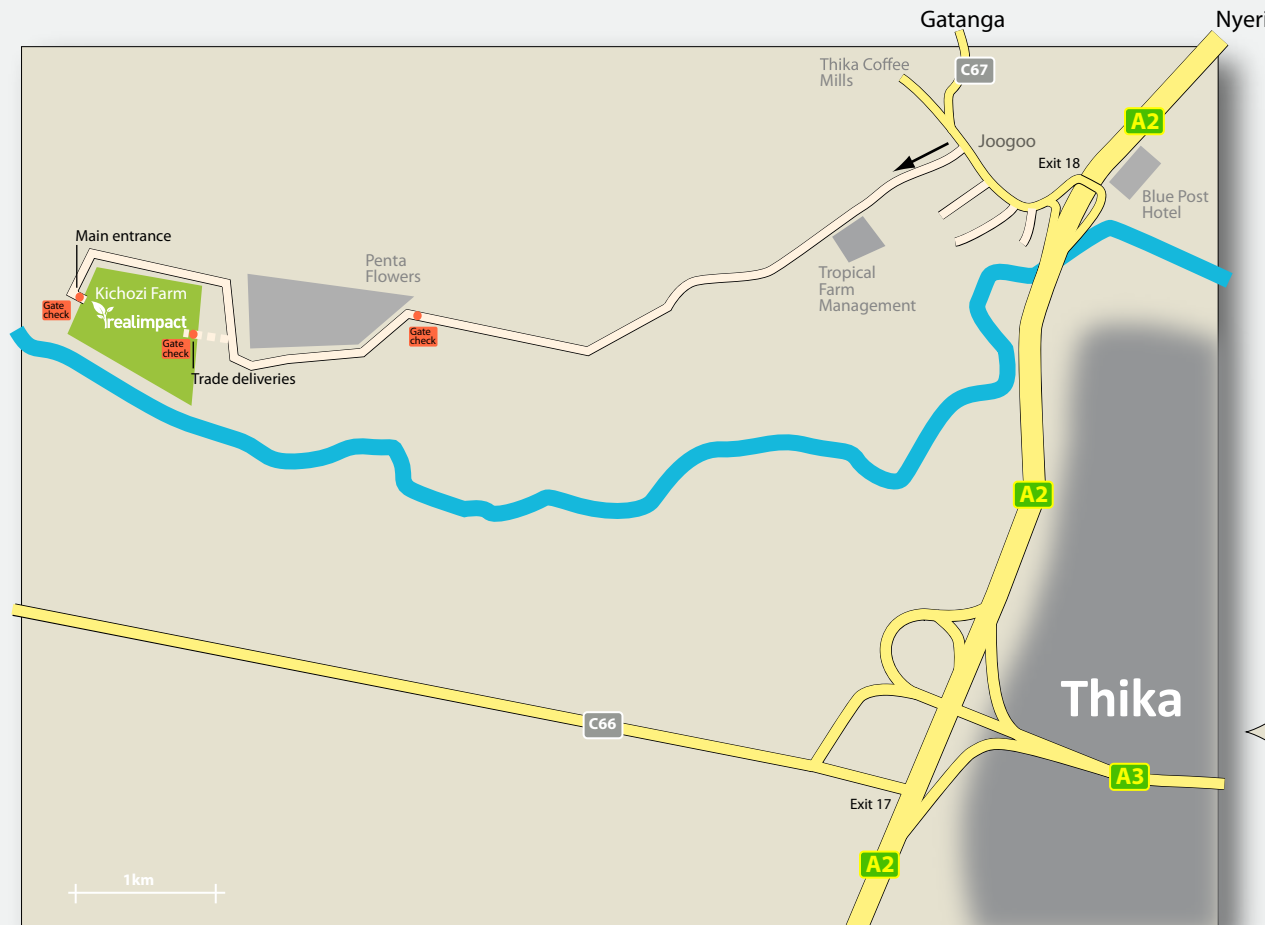 Gatanga
Nyeri
Thika Coffee
Mills
C67
A2
Joogoo
Exit 18
Blue Post
Hotel
Main entrance
Penta
Flowers
Tropical
Farm
Management
Kichozi Farm
realimpact
Gate
check
Gate
check
Gate
check
Trade deliveries
A2
Thika
C66
A3
Exit 17
A2
1km